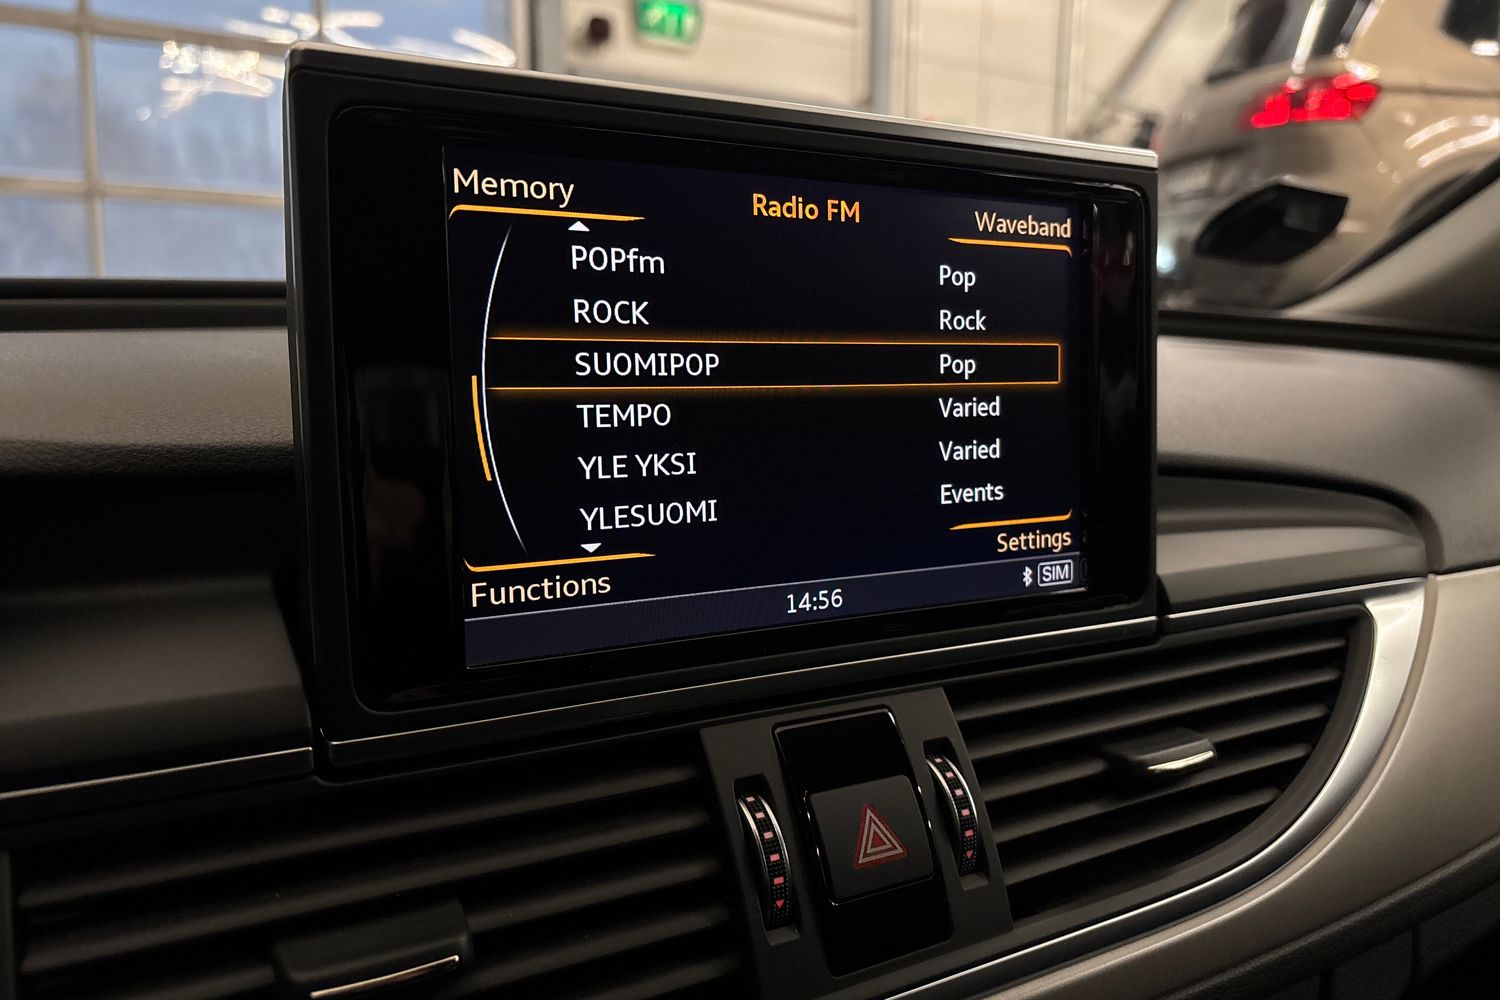 Memory
Radio FM
Waveband
POPfm Pop
ROCK Rock
SUOMIPOP Pop
TEMPO Varied
YLE YKSI Varied
YLESUOMI Events
Settings
Functions
SIM
14:56